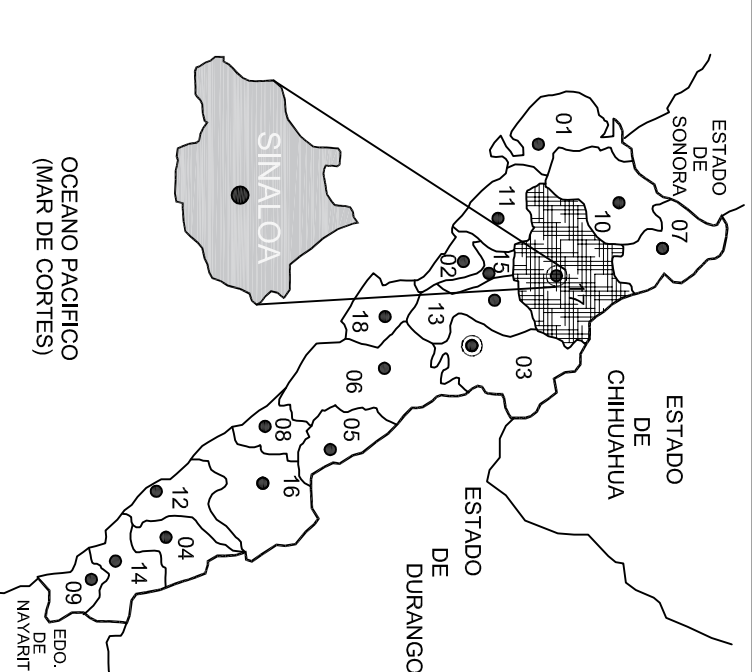 ESTADO
DE
SONORA
01
10
07
11
17
15
02
13
18
03
06
08
05
16
12
04
14
09
SINALOA
ESTADO
DE
CHIHUAHUA
ESTADO
DE
DURANGO
EDO.
DE
NAYARIT
OCEANO PACIFICO
(MAR DE CORTES)